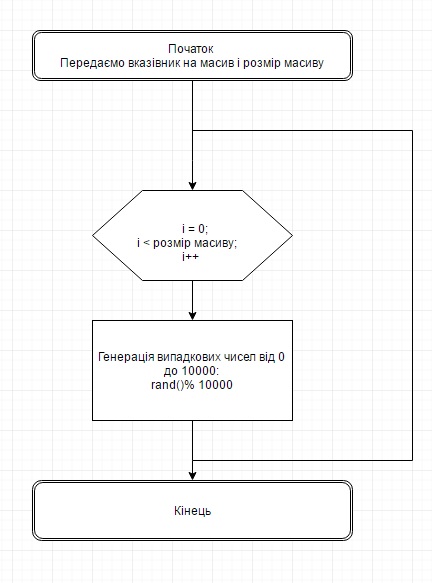 Початок
Передаємо вказівник на масив і розмір масиву
i = 0;
i < розмір масиву;
i++
Генерація випадкових чисел від 0
до 10000:
rand()% 10000
Кінець